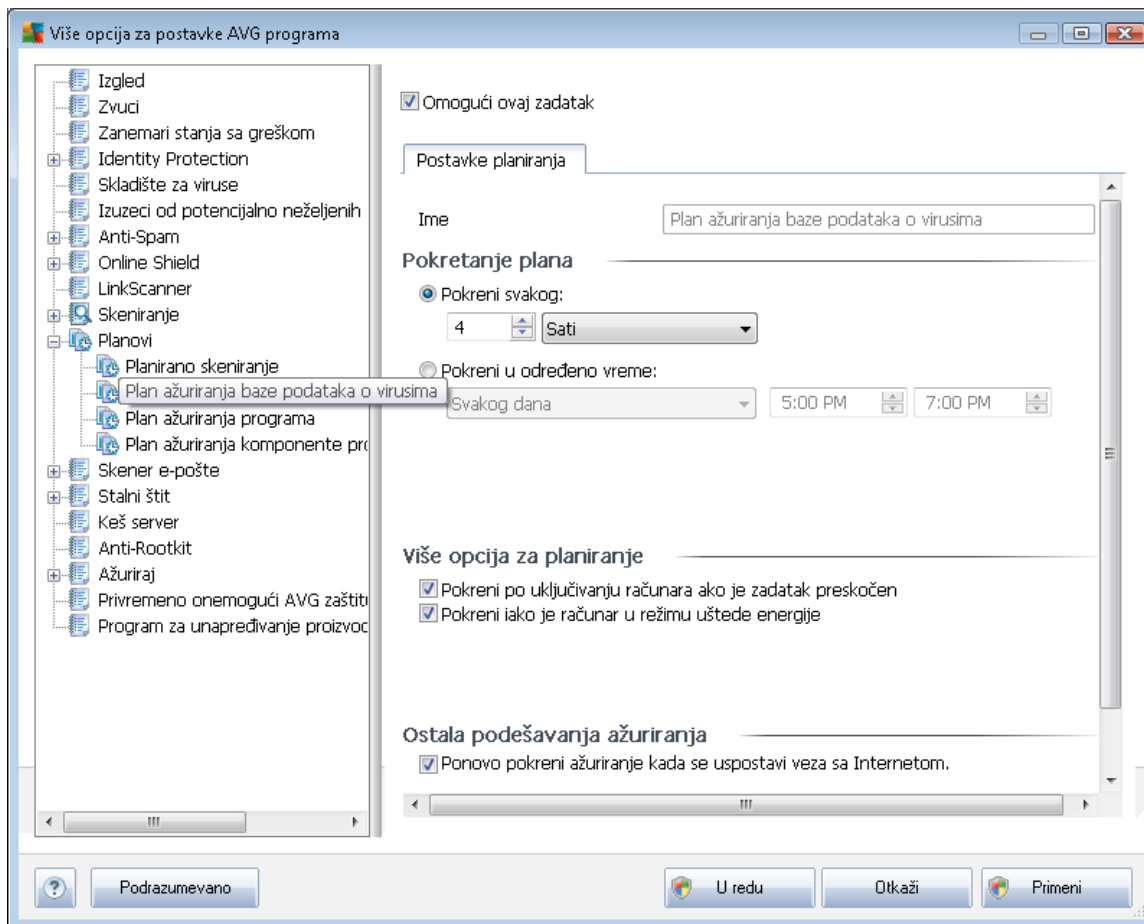 Više opcija za postavke AVG programa
Izgled
Zvuci
Zanemari stanja sa greškom
Identity Protection
Skladište za viruse
Izuzeci od potencijalno neželjenih
Anti-Spam
Online Shield
LinkScanner
Skeniranje
Planovi
Planirano skeniranje
Plan ažuriranja baze podataka o virusima
Plan ažuriranja programa
Plan ažuriranja komponente pro
Skener e-pošte
Stalni štit
Keš server
Anti-Rootkit
Ažuriraj
Privremeno onemogući AVG zaštitu
Program za unapređivanje proizvod
Omogući ovaj zadatak
Postavke planiranja
Ime Plan ažuriranja baze podataka o virusima
Pokretanje plana
Pokreni svakog:
4 Sati
Pokreni u određeno vreme:
Svakog dana 5:00 PM 7:00 PM
Više opcija za planiranje
Pokreni po uključivanju računara ako je zadatak preskočen
Pokreni iako je računar u režimu uštede energije
Ostala podešavanja ažuriranja
Ponovo pokreni ažuriranje kada se uspostavi veza sa Internetom.
? Podrazumevano U redu Otkaži Primeni